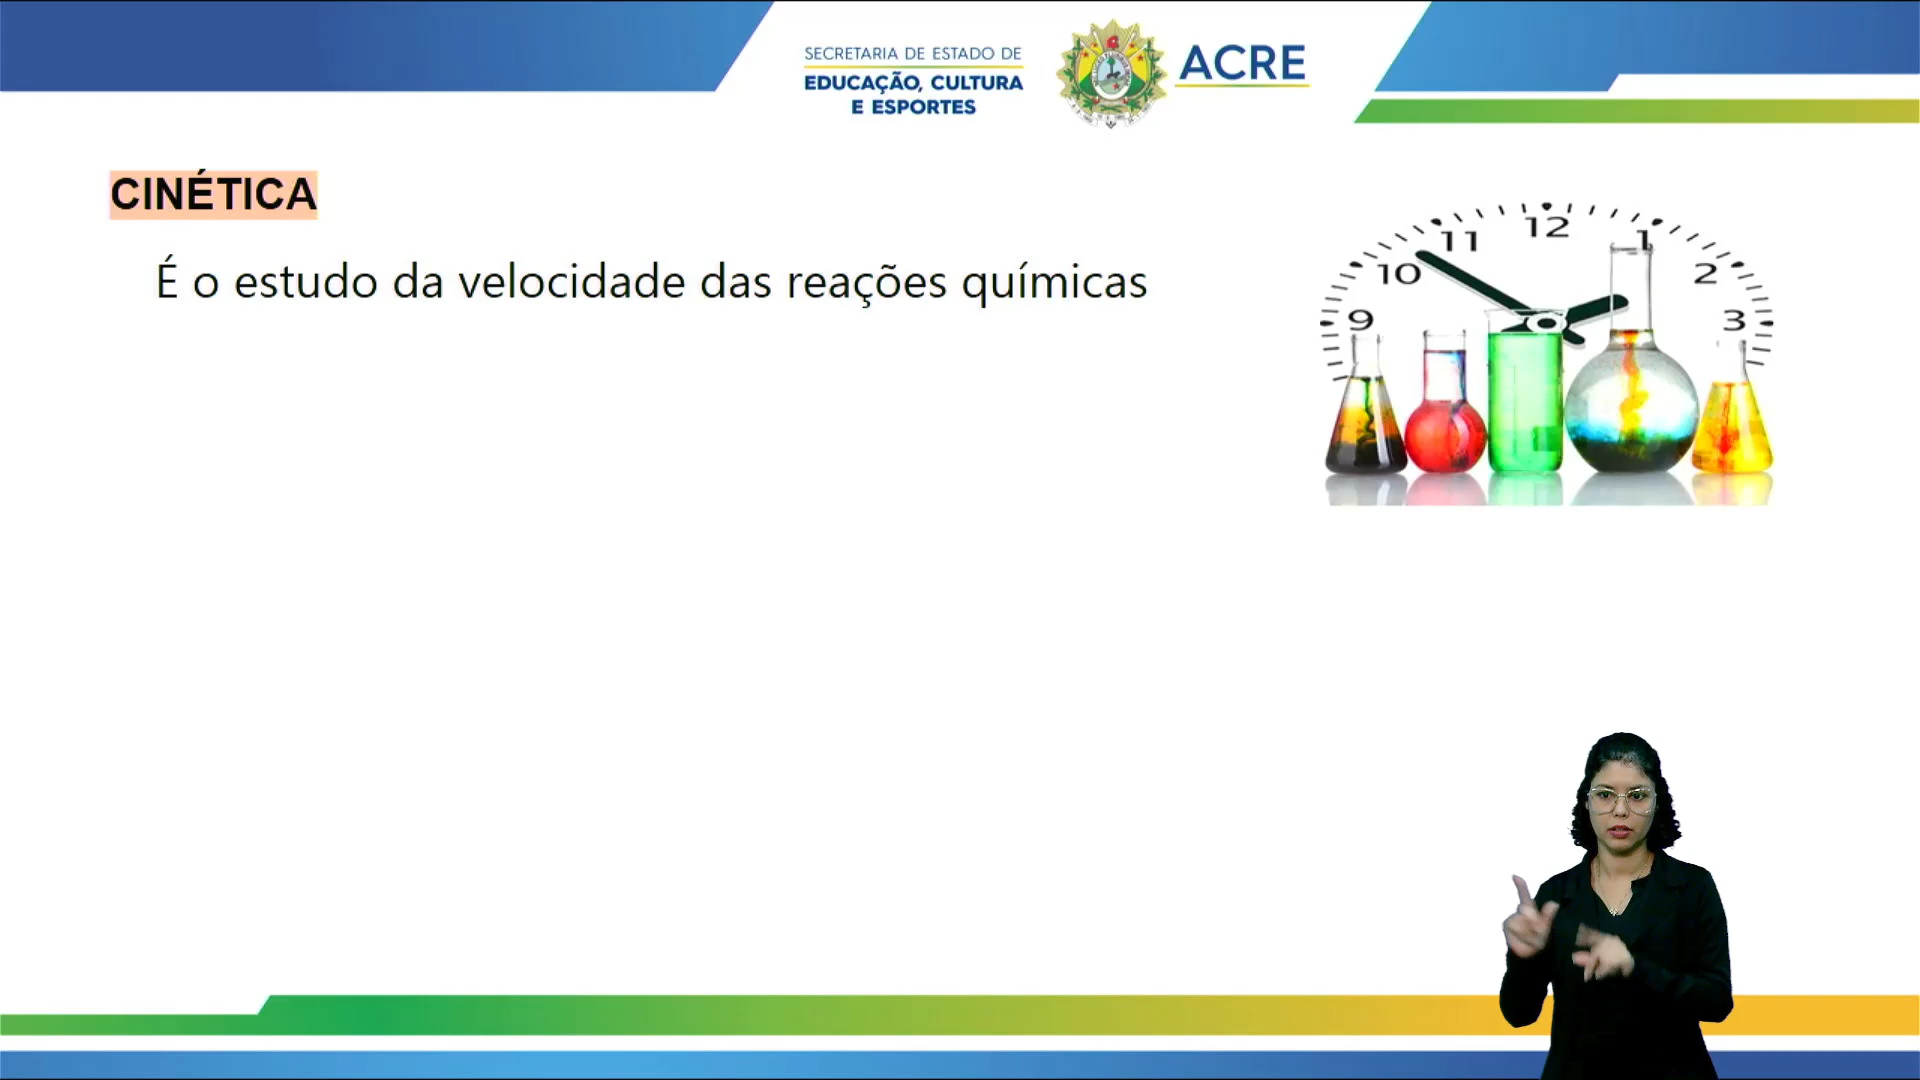 SECRETARIA DE ESTADO DE
EDUCAÇÃO, CULTURA
E ESPORTES
ACRE
CINÉTICA
É o estudo da velocidade das reações químicas
12
11
1
10
2
9
3